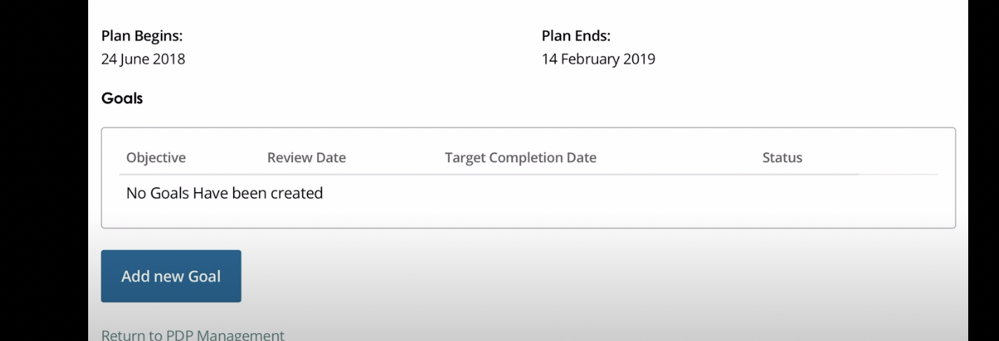 Plan Begins: Plan Ends:
24 June 2018 14 February 2019
Goals
Objective Review Date Target Completion Date Status
No Goals Have been created
Add new Goal
Return to PDP Management